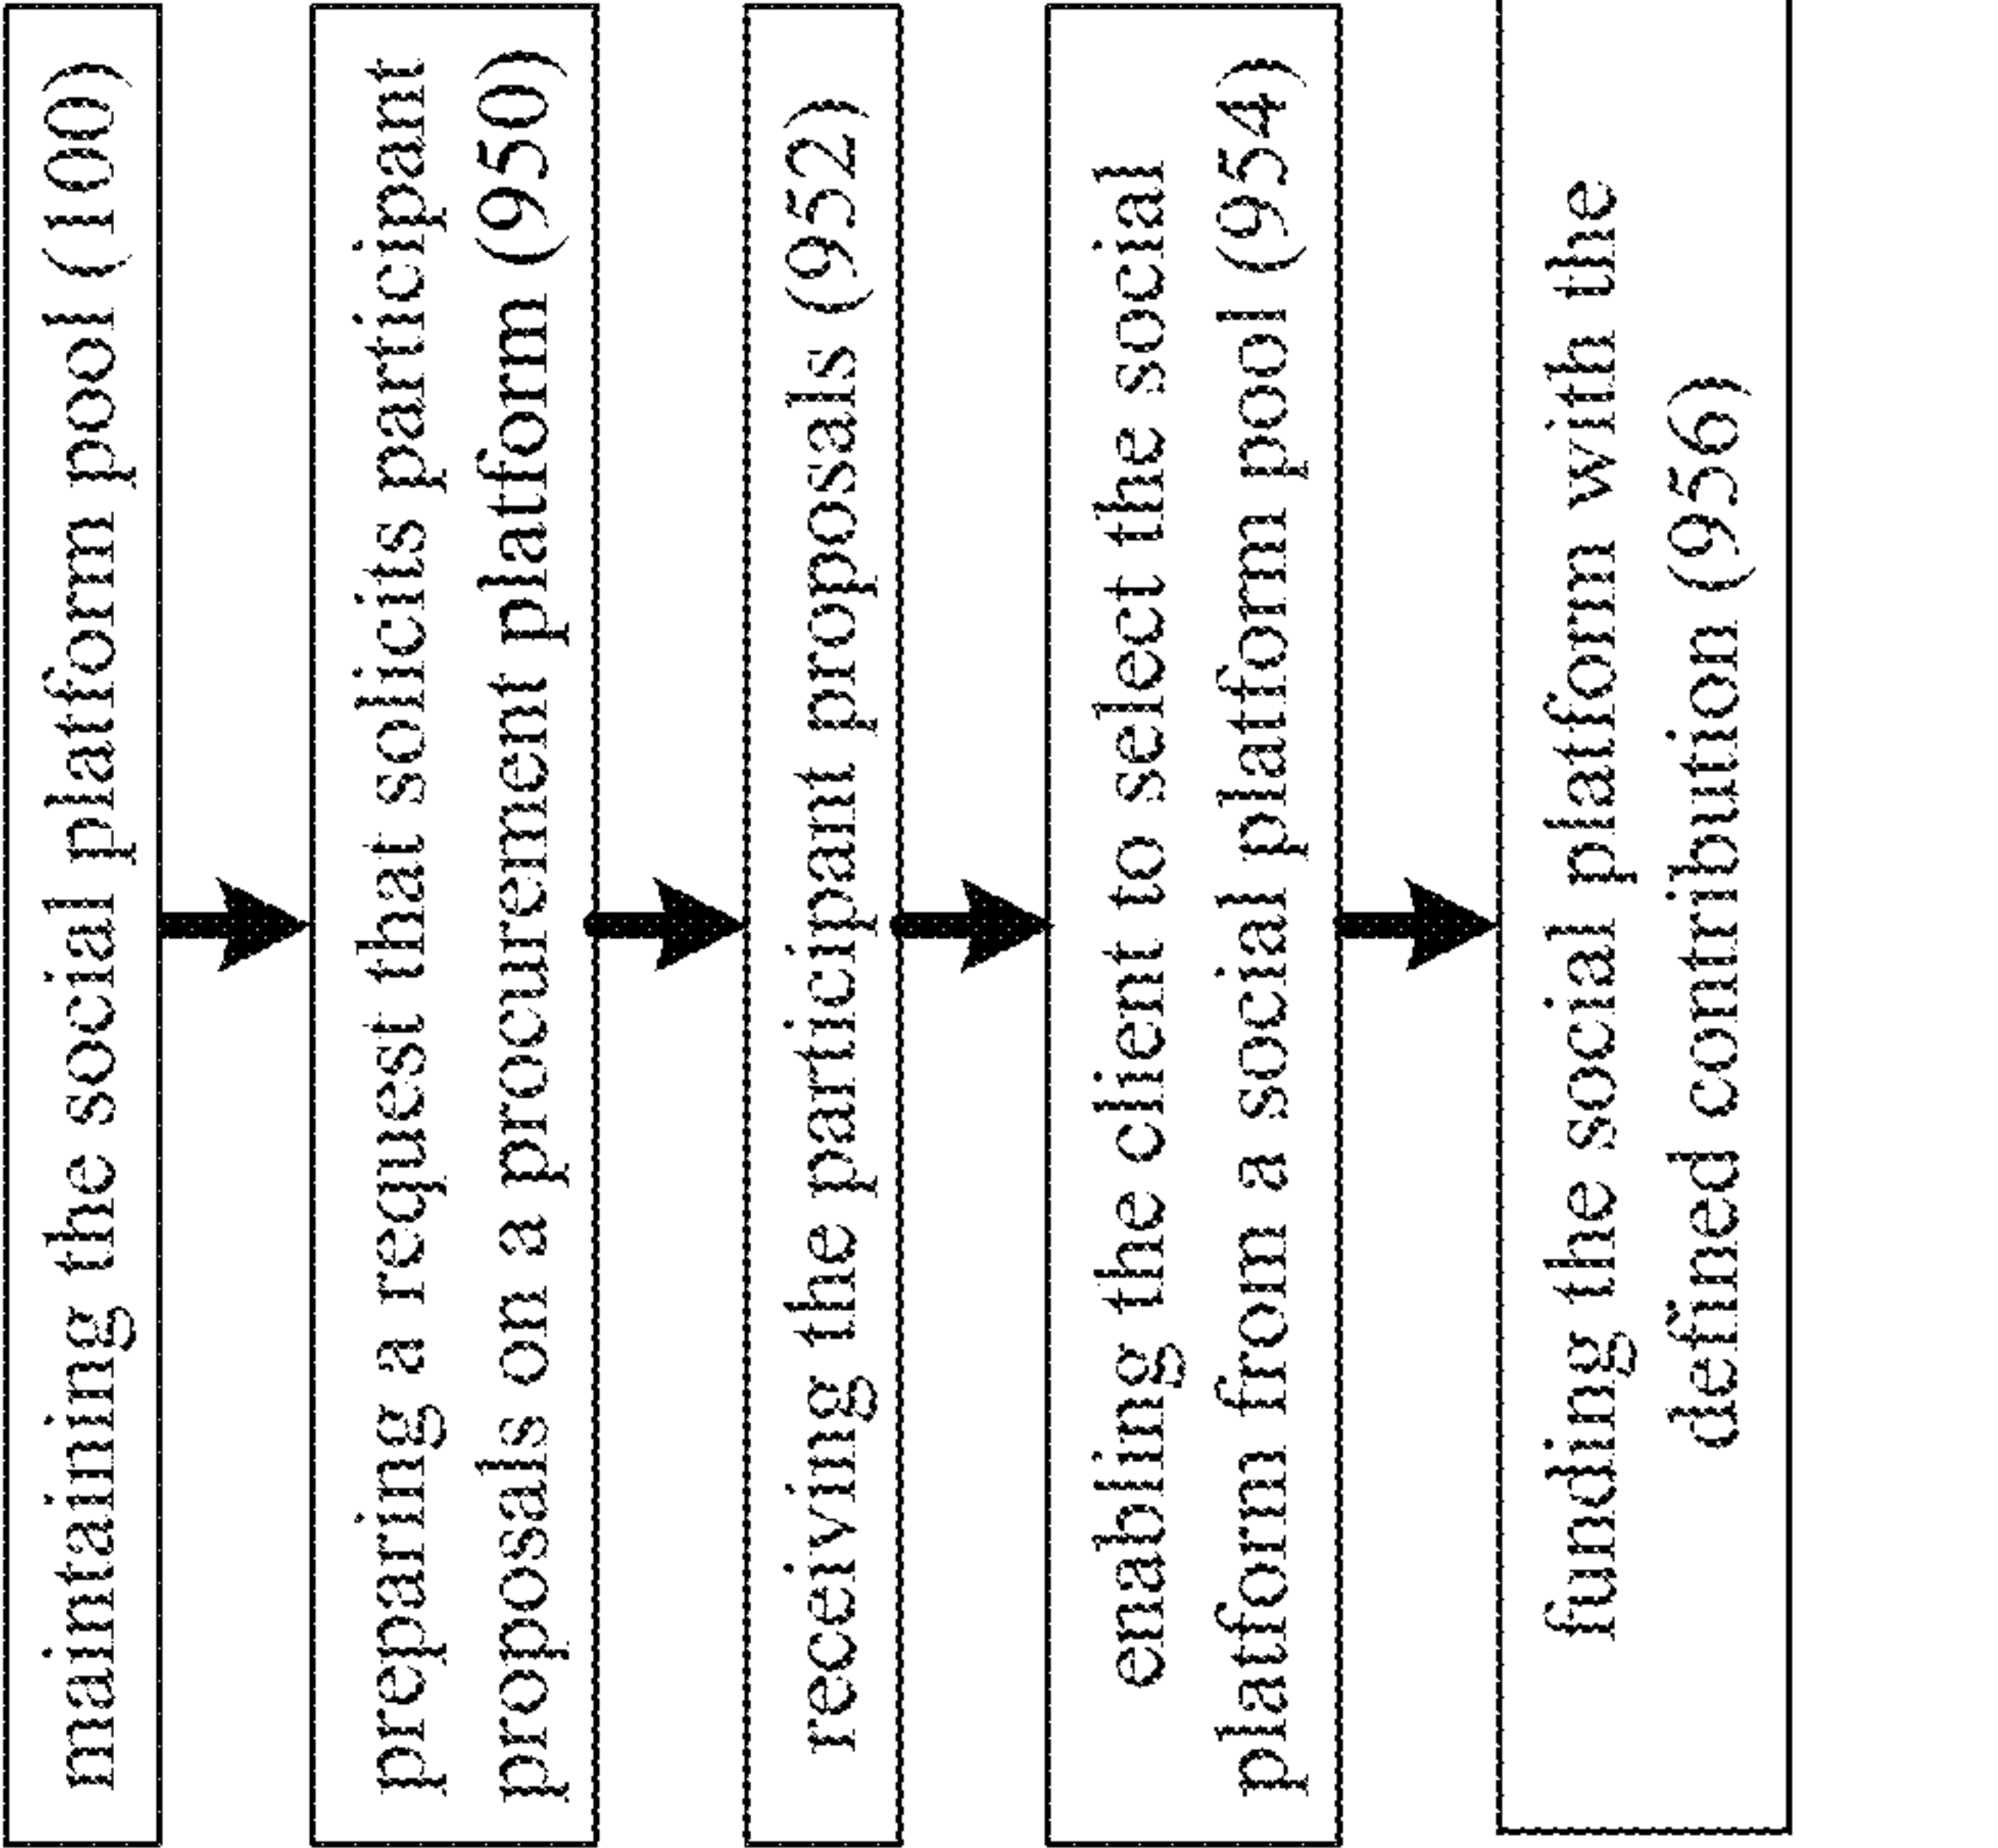 maintaining the social platform pool (100)
preparing a request that solicits participant
proposals on a procurement platform (950)
receiving the participant proposals (952)
enabling the client to select the social
platform from a social platform pool (954)
funding the social platform with the
defined contribution (956)